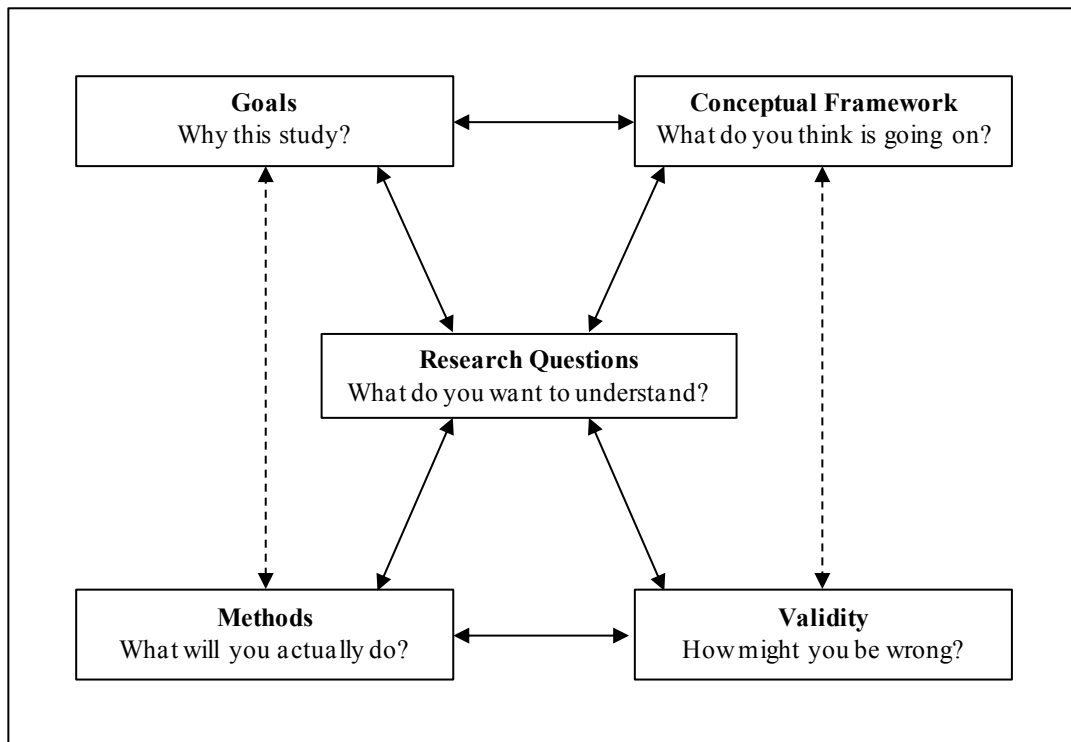 Goals
Why this study?
Conceptual Framework
What do you think is going on?
Research Questions
What do you want to understand?
Methods
What will you actually do?
Validity
How might you be wrong?